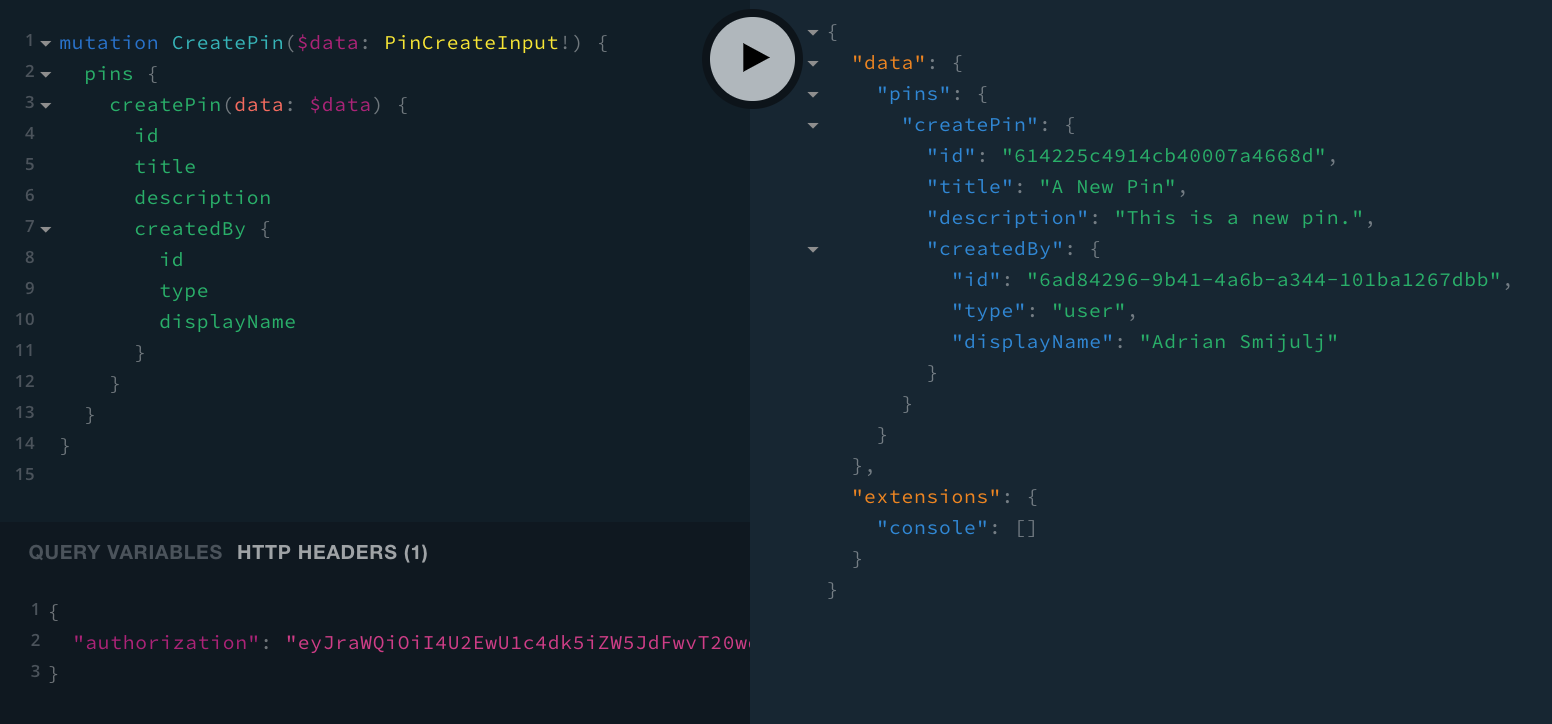 1 mutation CreatePin($data: PinCreateInput!) {
2   pins {
3     createPin(data: $data) {
4       id
5       title
6       description
7       createdBy {
8         id
9         type
10         displayName
11       }
12     }
13   }
14 }
15
QUERY VARIABLES HTTP HEADERS (1)
1 {
2   "authorization": "eyJraWQiOiI4U2EwU1c4dk5iZW5JdFwvT20w
3 }
{
  "data": {
    "pins": {
      "createPin": {
        "id": "614225c4914cb40007a4668d",
        "title": "A New Pin",
        "description": "This is a new pin.",
        "createdBy": {
          "id": "6ad84296-9b41-4a6b-a344-101ba1267dbb",
          "type": "user",
          "displayName": "Adrian Smijulj"
        }
      }
    }
  },
  "extensions": {
    "console": []
  }
}